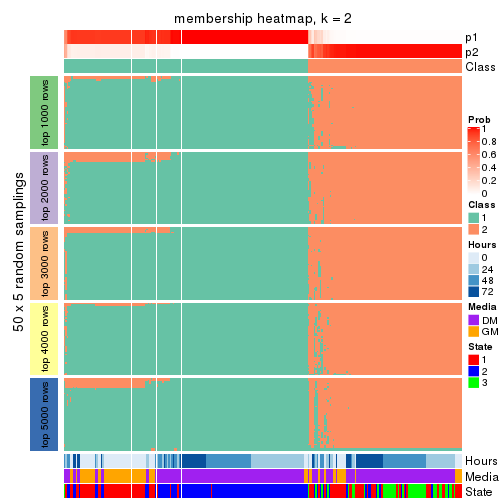 membership heatmap, k = 2
p1
p2
Class
50 x 5 random samplings
top 1000 rows
top 2000 rows
top 3000 rows
top 4000 rows
top 5000 rows
Hours
Media
State
Prob
1
0.8
0.6
0.4
0.2
0
Class
1
2
Hours
0
24
48
72
Media
DM
GM
State
1
2
3